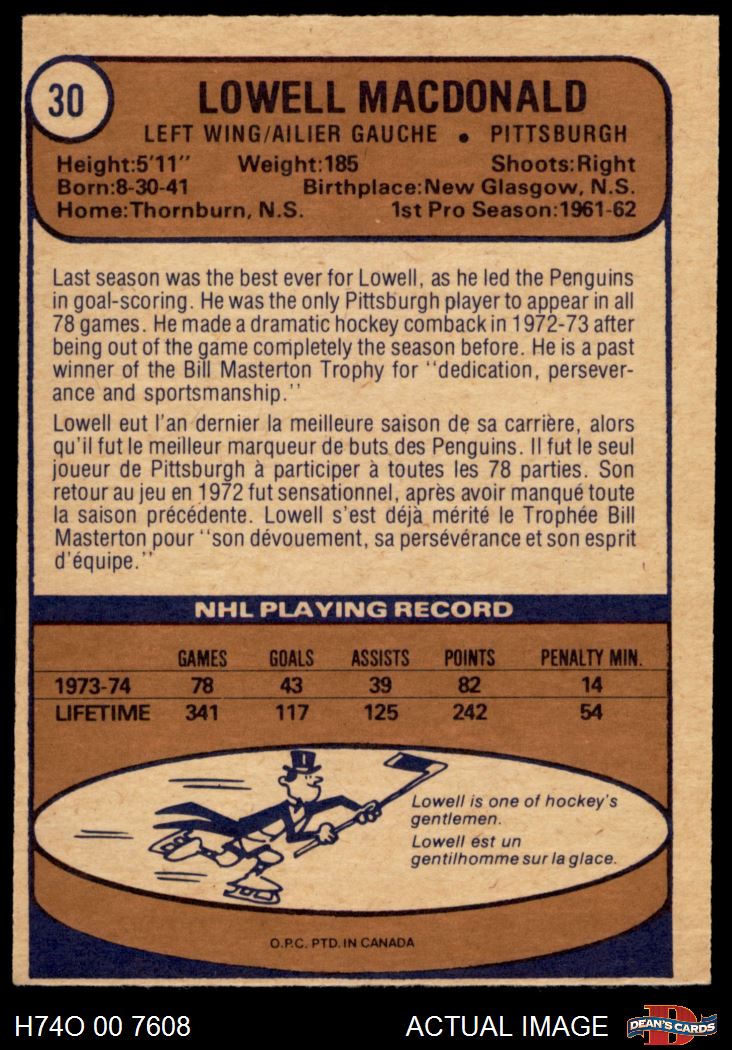 30
LOWELL MACDONALD
LEFT WING/AILIER GAUCHE • PITTSBURGH
Height:5'11" Weight:185 Shoots:Right
Born:8-30-41 Birthplace:New Glasgow, N.S.
Home:Thornburn, N.S. 1st Pro Season:1961-62
Last season was the best ever for Lowell, as he led the Penguins
in goal-scoring. He was the only Pittsburgh player to appear in all
78 games. He made a dramatic hockey comback in 1972-73 after
being out of the game completely the season before. He is a past
winner of the Bill Masterton Trophy for ''dedication, persever-
ance and sportsmanship.''
Lowell eut l'an dernier la meilleure saison de sa carrière, alors
qu'il fut le meilleur marqueur de buts des Penguins. Il fut le seul
joueur de Pittsburgh à participer à toutes les 78 parties. Son
retour au jeu en 1972 fut sensationnel, après avoir manqué toute
la saison précédente. Lowell s'est déjà mérité le Trophée Bill
Masterton pour ''son dévouement, sa persévérance et son esprit
d'équipe.''
NHL PLAYING RECORD
GAMES GOALS ASSISTS POINTS PENALTY MIN.
1973-74 78 43 39 82 14
LIFETIME 341 117 125 242 54
Lowell is one of hockey's
gentlemen.
Lowell est un
gentilhomme sur la glace.
O.P.C. PTD. IN CANADA
H74O 00 7608 ACTUAL IMAGE D DEAN'S CARDS